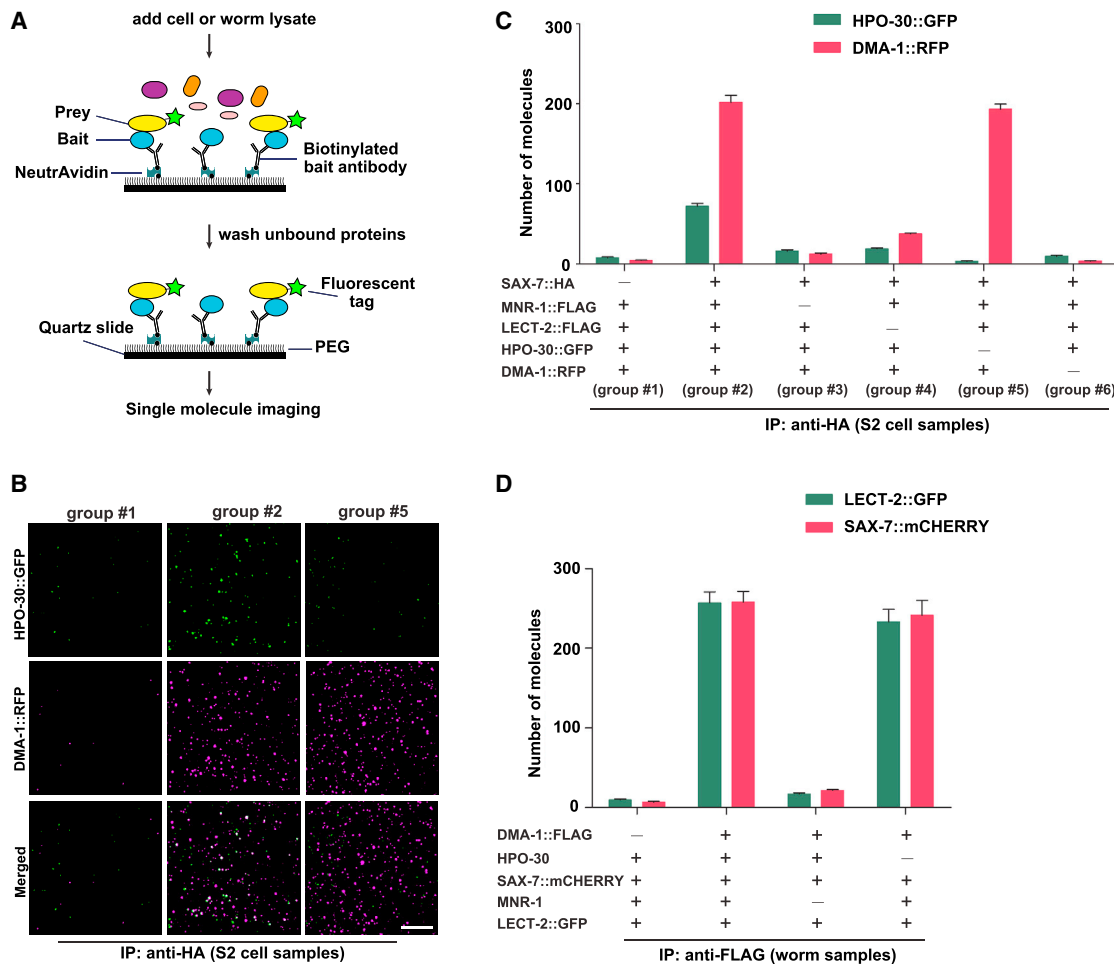 A
add cell or worm lysate
Prey
Bait
NeutrAvidin
Biotinylated
bait antibody
wash unbound proteins
Fluorescent
tag
Quartz slide
PEG
Single molecule imaging
B
group #1 group #2 group #5
HPO-30::GFP
DMA-1::RFP
Merged
IP: anti-HA (S2 cell samples)
C
HPO-30::GFP
DMA-1::RFP
Number of molecules
300
200
100
0
SAX-7::HA — + + + + +
MNR-1::FLAG + + — + + +
LECT-2::FLAG + + + — + +
HPO-30::GFP + + + + — +
DMA-1::RFP + + + + + —
(group #1) (group #2) (group #3) (group #4) (group #5) (group #6)
IP: anti-HA (S2 cell samples)
D
LECT-2::GFP
SAX-7::mCHERRY
Number of molecules
300
200
100
0
DMA-1::FLAG — + + +
HPO-30 + + + —
SAX-7::mCHERRY + + + +
MNR-1 + + — +
LECT-2::GFP + + + +
IP: anti-FLAG (worm samples)